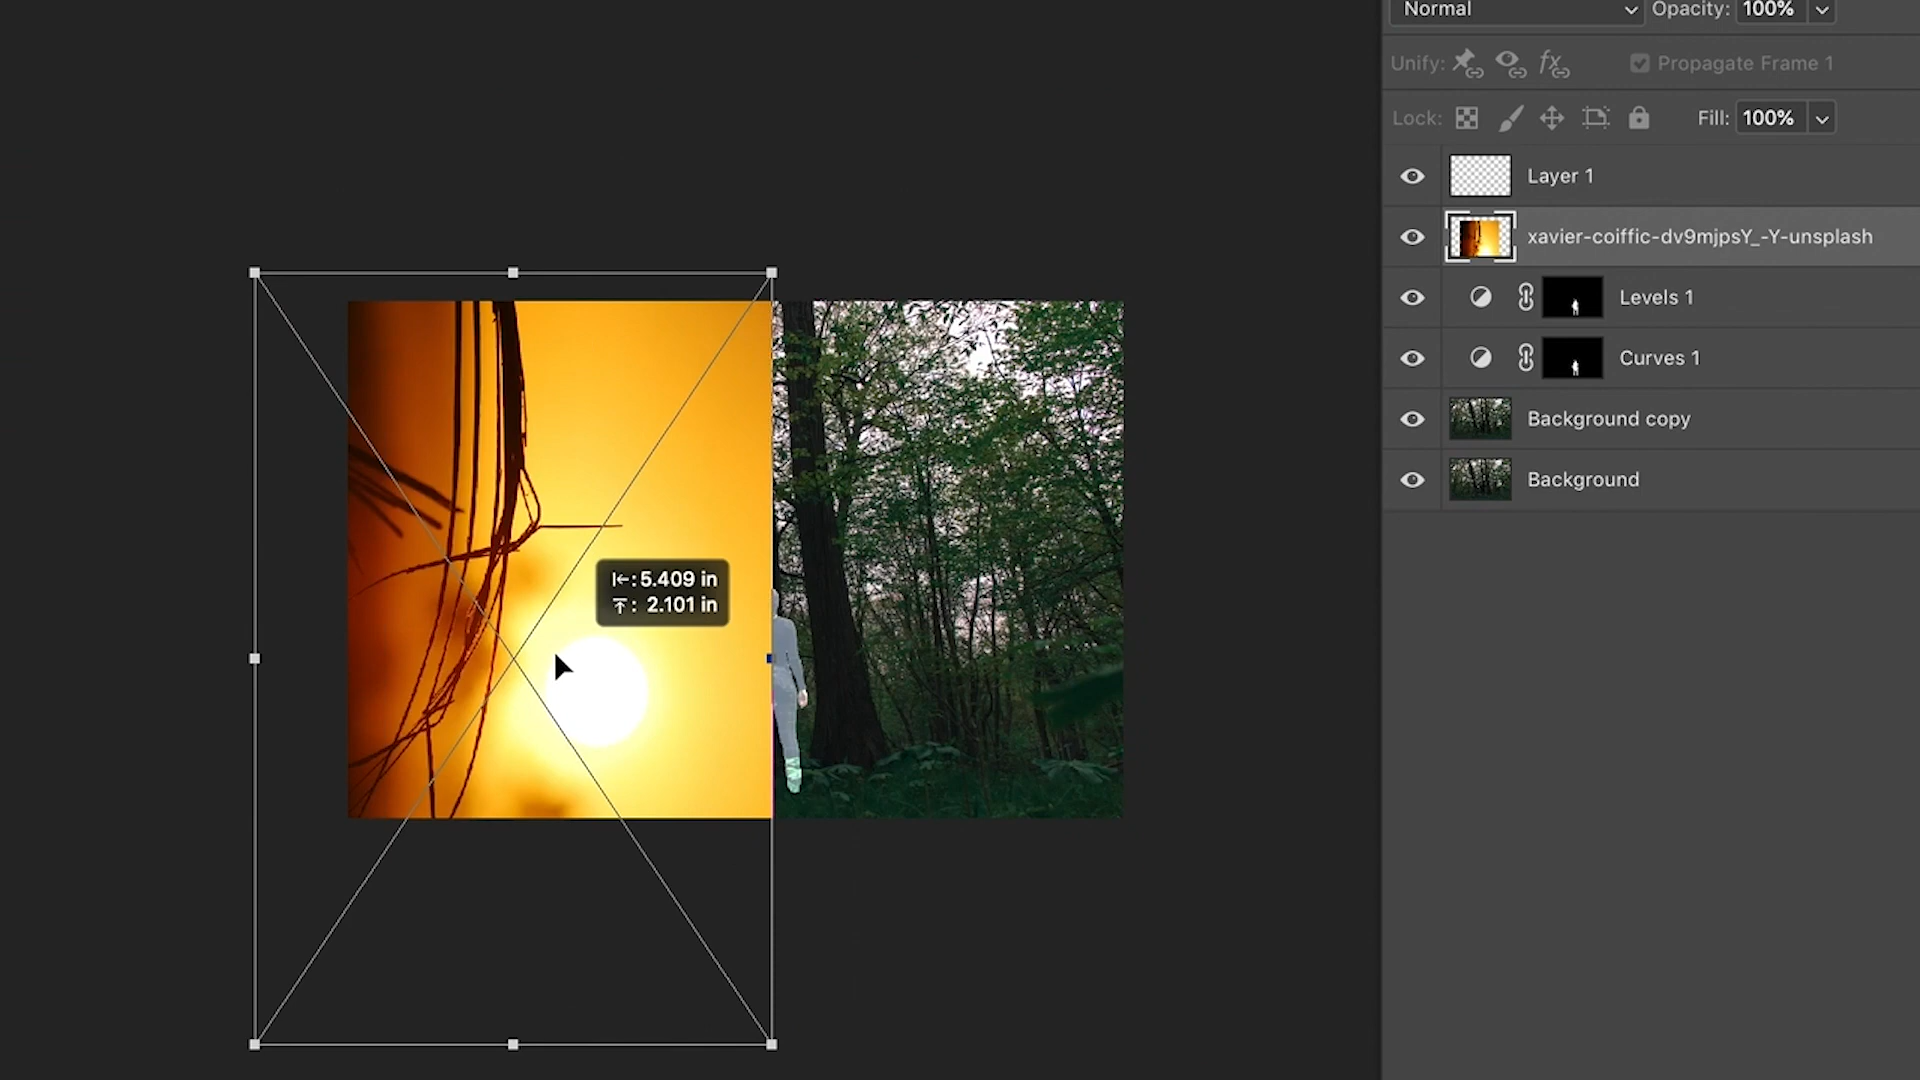 Normal Opacity: 100%
Unify: Propagate Frame 1
Lock: Fill: 100%
Layer 1
xavier-coiffic-dv9mjpsY_-Y-unsplash
Levels 1
Curves 1
Background copy
Background
: 5.409 in
: 2.101 in